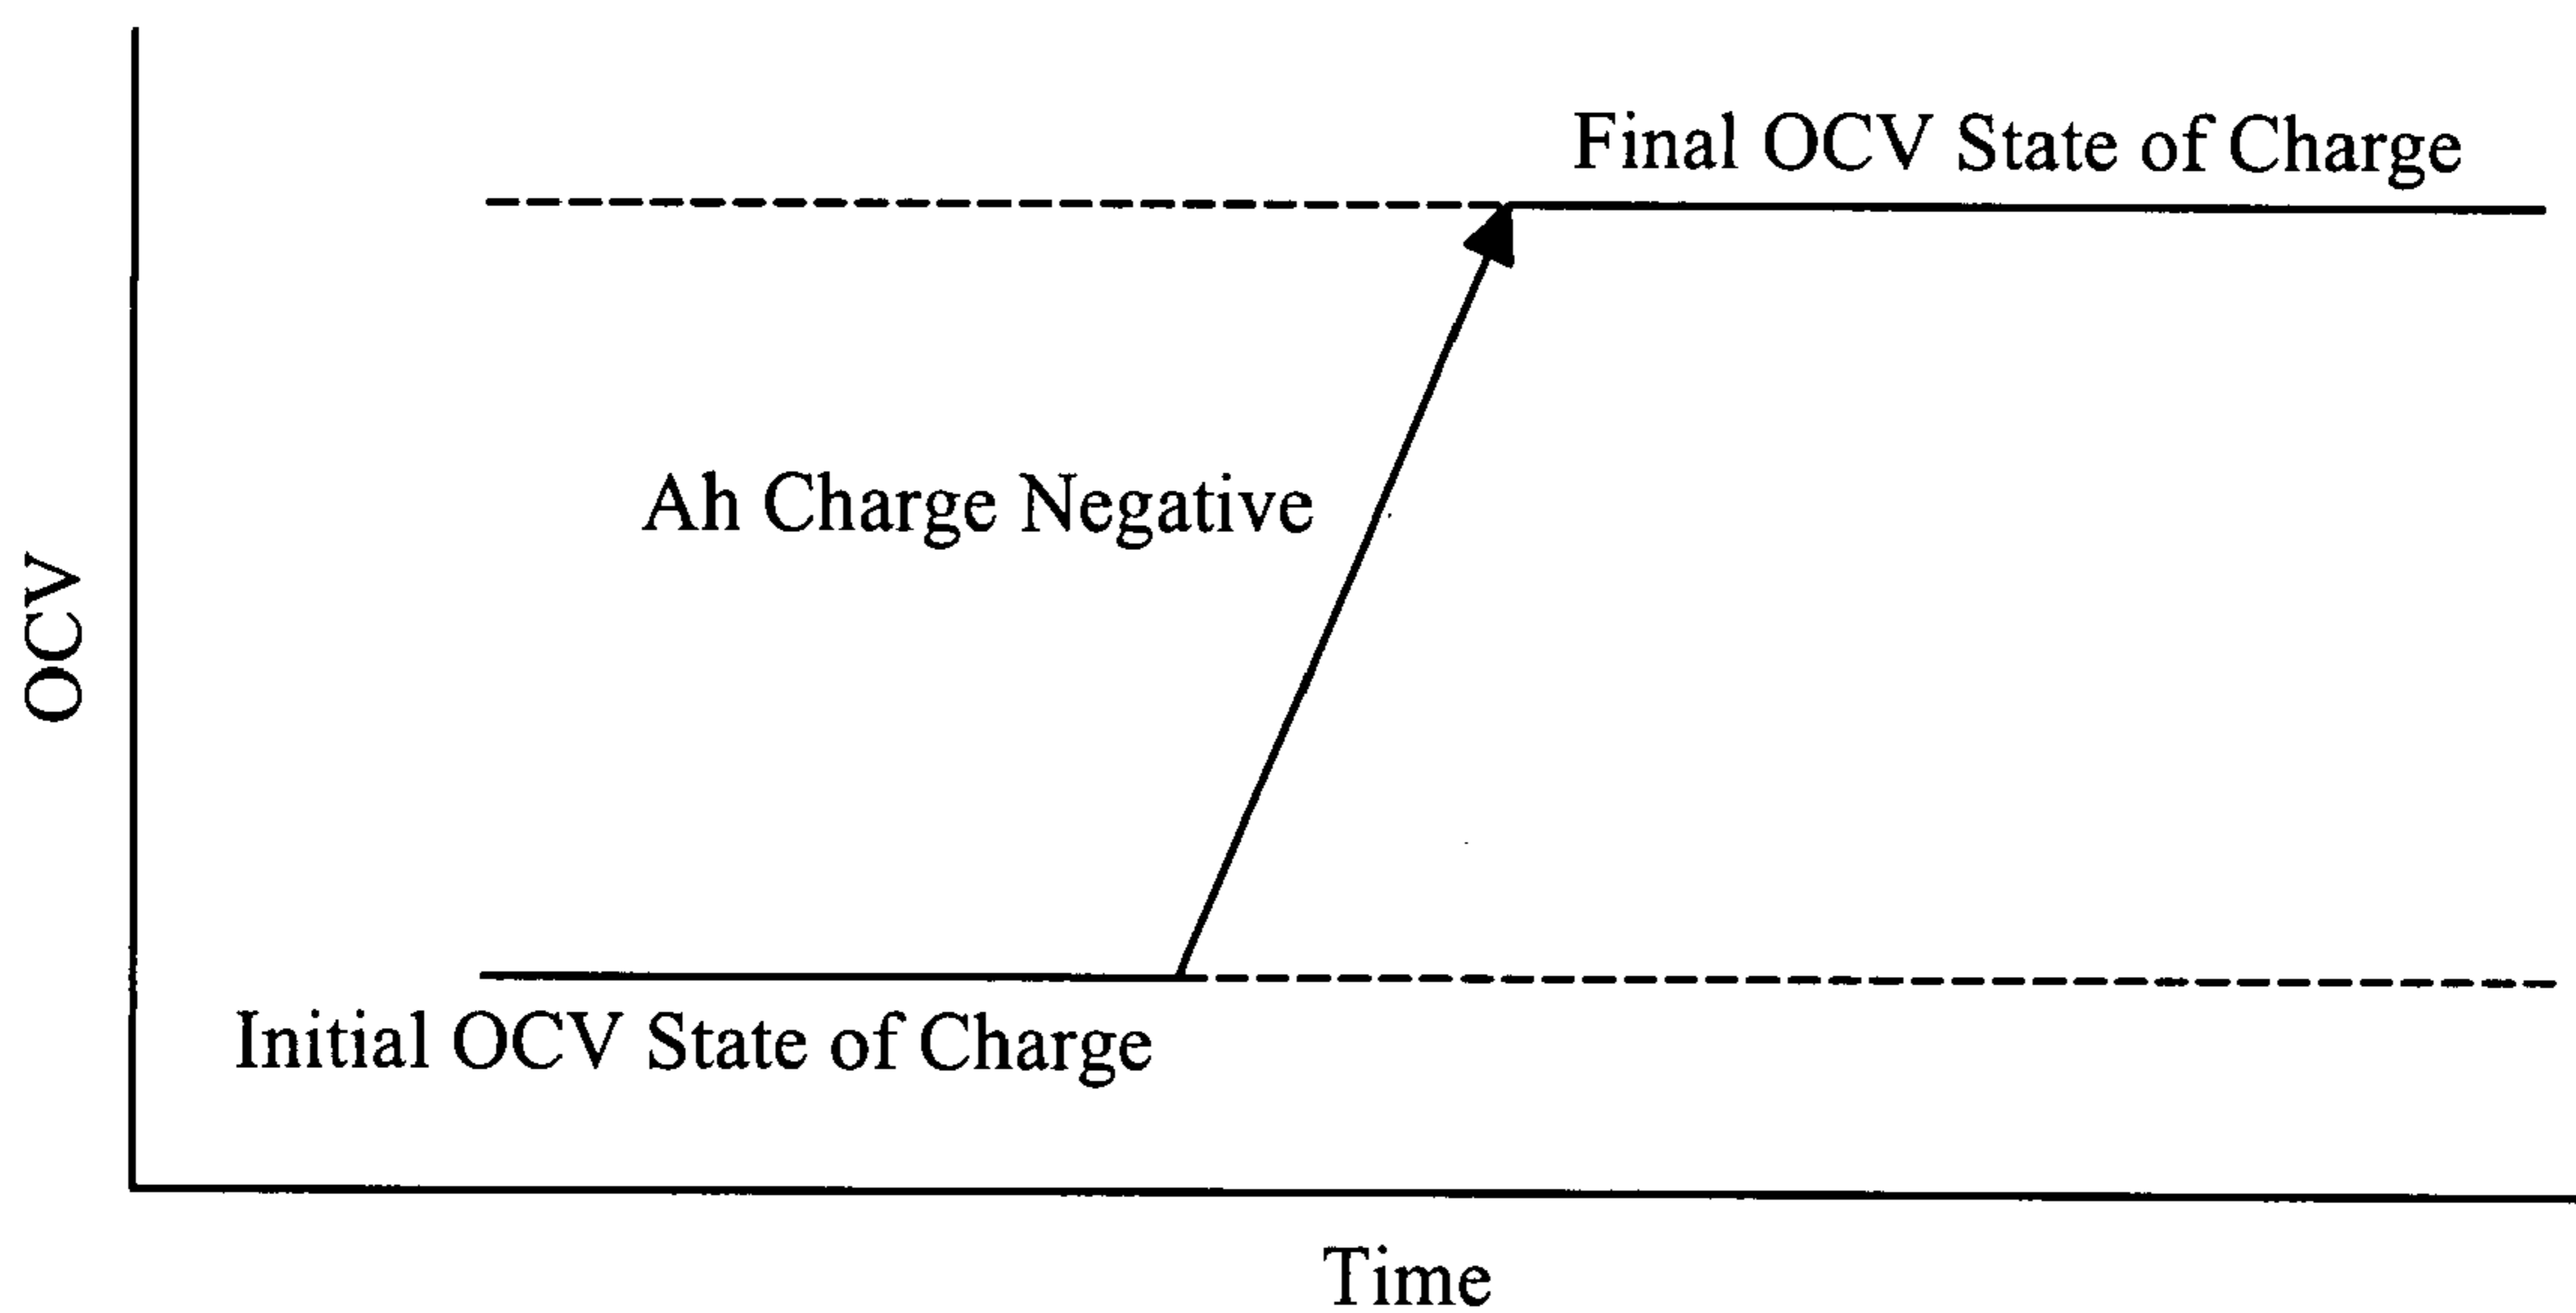 Final OCV State of Charge
Ah Charge Negative
OCV
Initial OCV State of Charge
Time